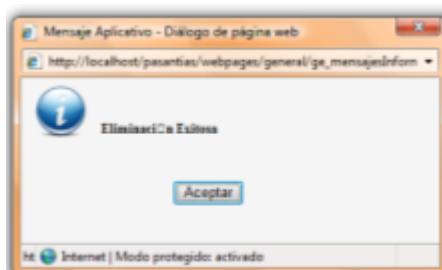 Mensaje Aplicativo - Diálogo de página web
http://localhost/pasantias/webpages/general/ge_mensajesInform
Eliminaci□n Exitosa
Aceptar
ht Internet | Modo protegido: activado